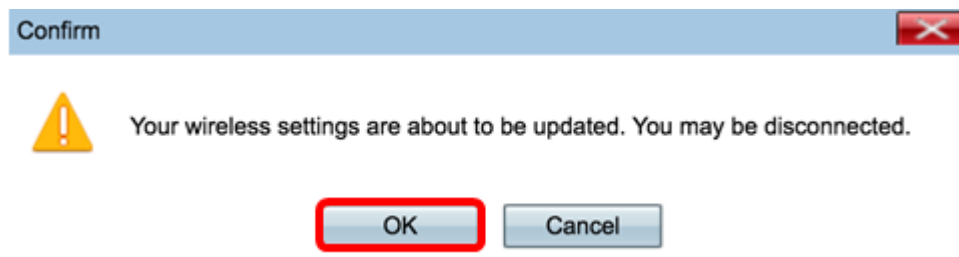 Confirm
Your wireless settings are about to be updated. You may be disconnected.
OK
Cancel